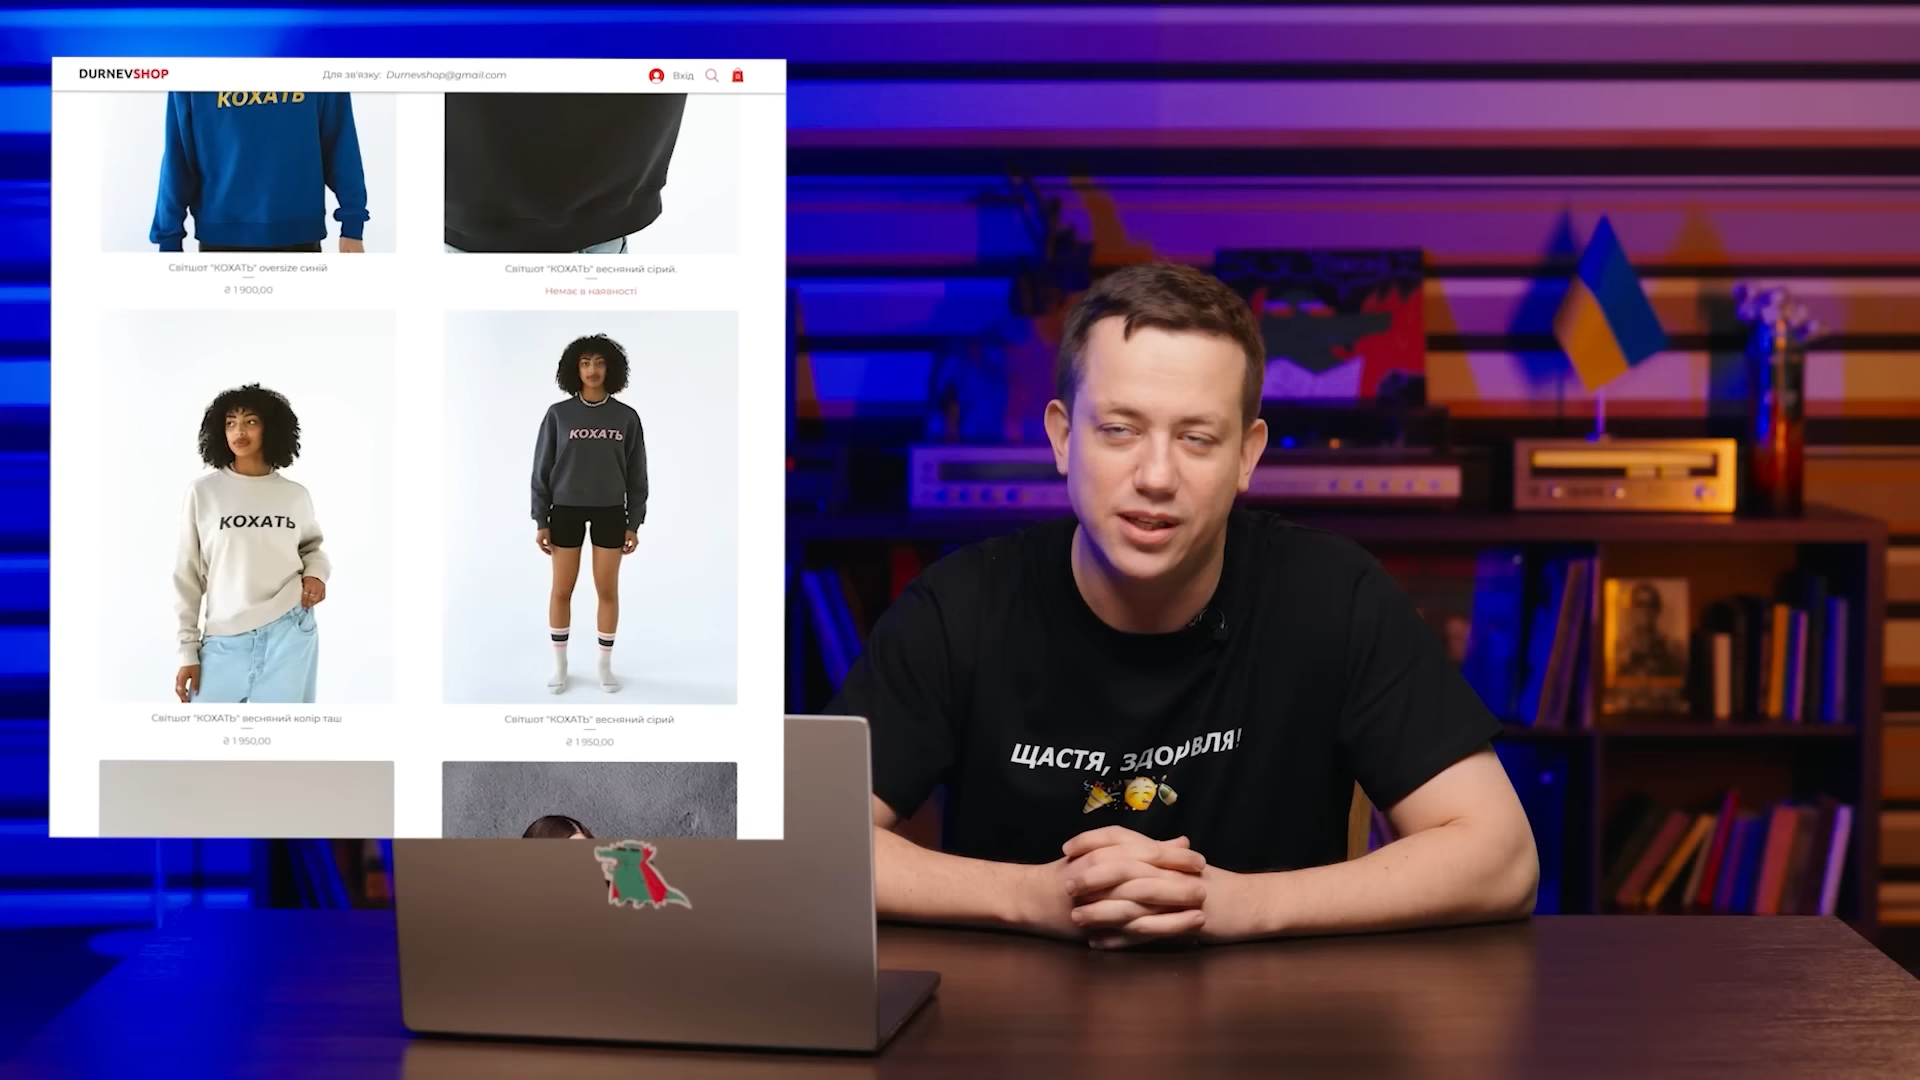 DURNEVSHOP
Для зв'язку: Durnevshop@gmail.com
Вхід
КОХАТЬ
Світшот "КОХАТЬ" oversize синій
₴ 1 900,00
Світшот "КОХАТЬ" весняний сірий.
Немає в наявності
КОХАТЬ
КОХАТЬ
Світшот "КОХАТЬ" весняний колір таш
₴ 1 950,00
Світшот "КОХАТЬ" весняний сірий
₴ 1 950,00
ЩАСТЯ, ЗДОРОВЛЯ!